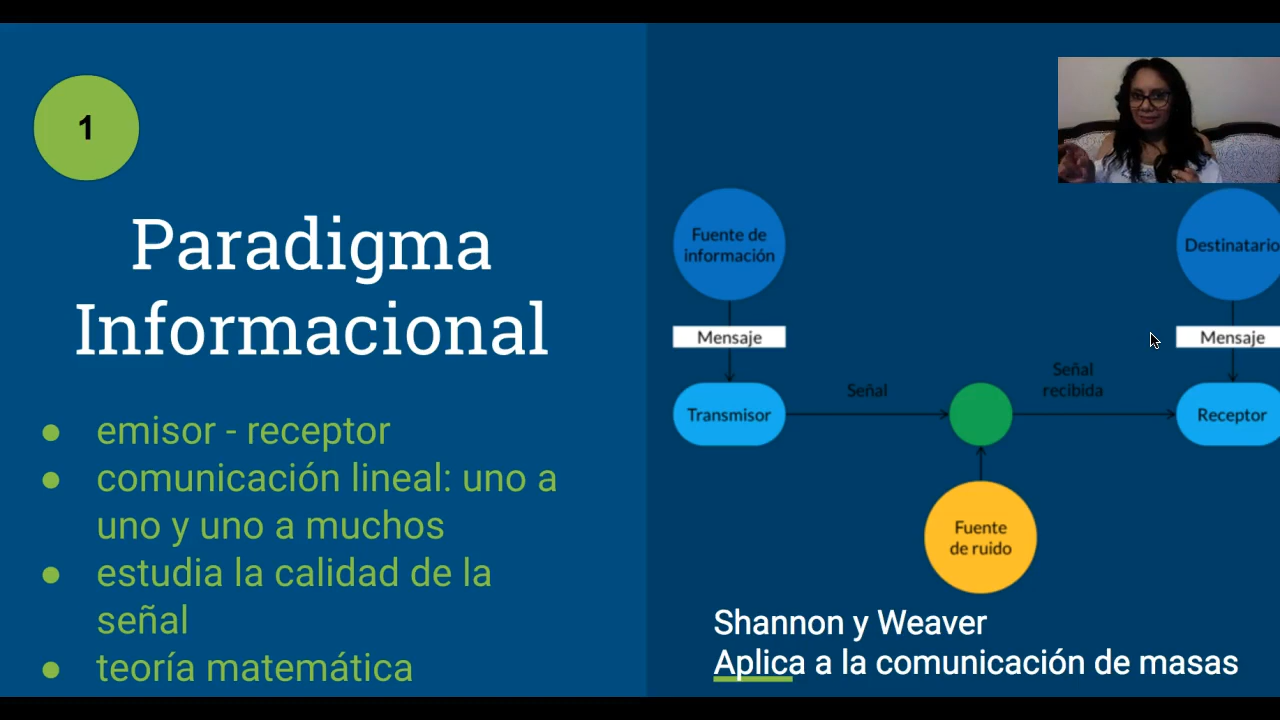 1
Paradigma
Informacional
● emisor - receptor
● comunicación lineal: uno a
uno y uno a muchos
● estudia la calidad de la
señal
● teoría matemática
Fuente de
información
Destinatario
Mensaje
Mensaje
Señal
Señal
recibida
Transmisor
Receptor
Fuente
de ruido
Shannon y Weaver
Aplica a la comunicación de masas